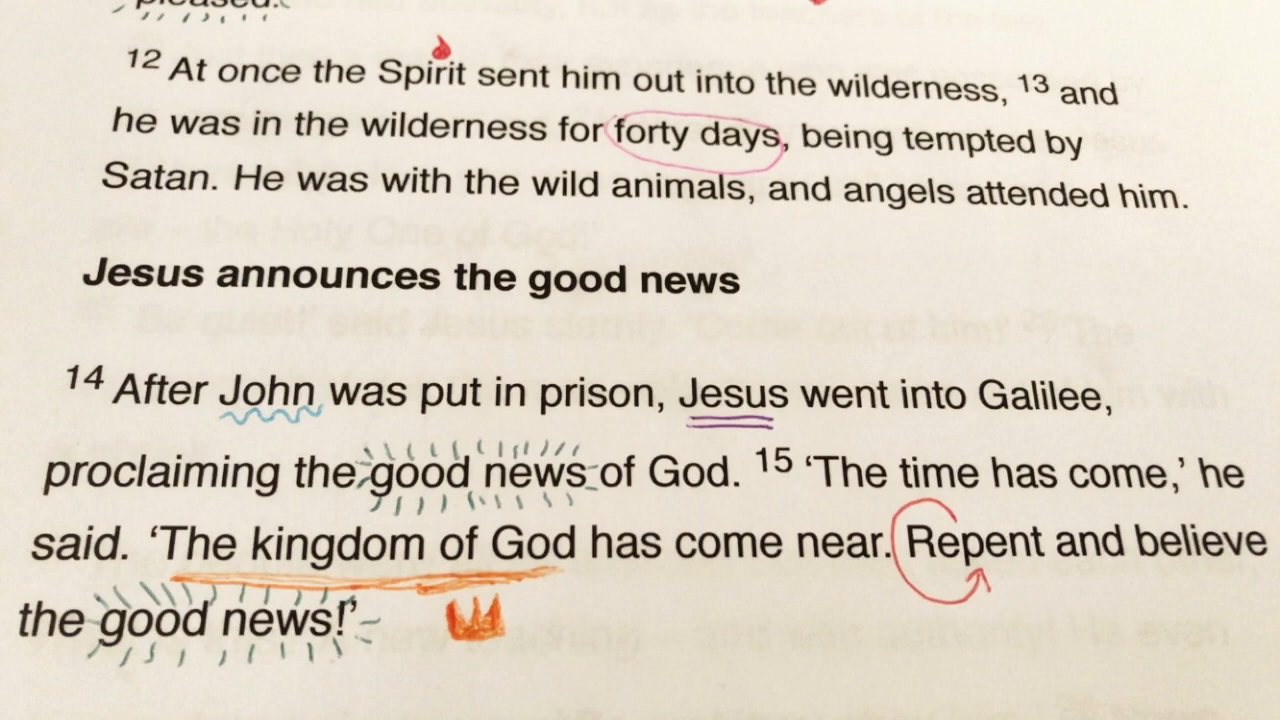 pleased.
12 At once the Spirit sent him out into the wilderness, 13 and
he was in the wilderness for forty days, being tempted by
Satan. He was with the wild animals, and angels attended him.
Jesus announces the good news
14 After John was put in prison, Jesus went into Galilee,
proclaiming the good news of God. 15 ‘The time has come,’ he
said. ‘The kingdom of God has come near. Repent and believe
the good news!’